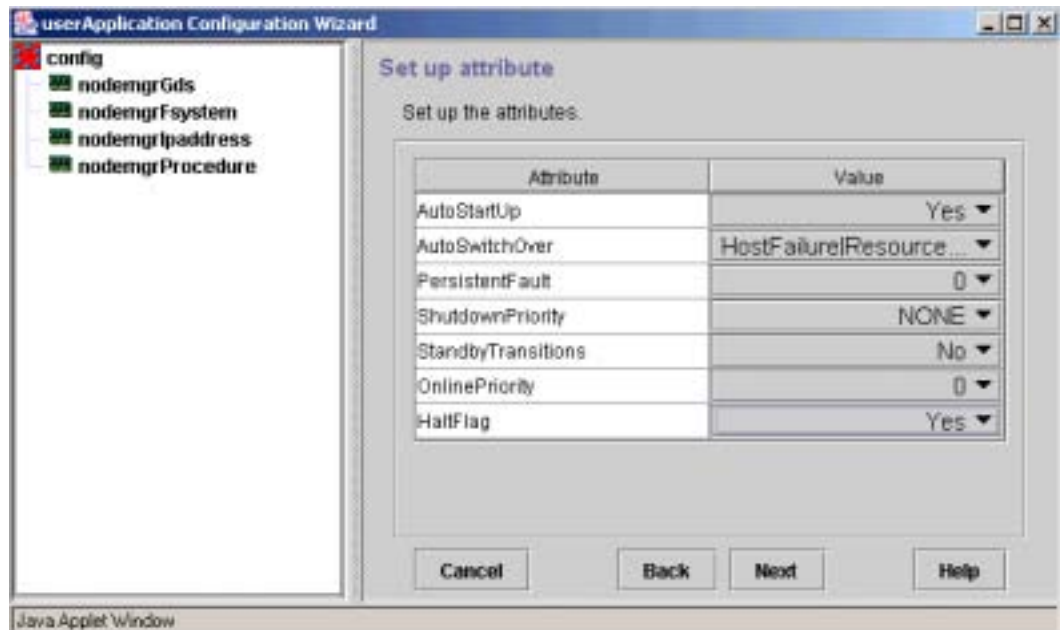 userApplication Configuration Wizard
config
nodemgrGds
nodemgrFsystem
nodemgrIpaddress
nodemgrProcedure
Set up attribute
Set up the attributes.
Attribute Value
AutoStartUp Yes
AutoSwitchOver HostFailure|Resource...
PersistentFault 0
ShutdownPriority NONE
StandbyTransitions No
OnlinePriority 0
HaltFlag Yes
Cancel Back Next Help
Java Applet Window